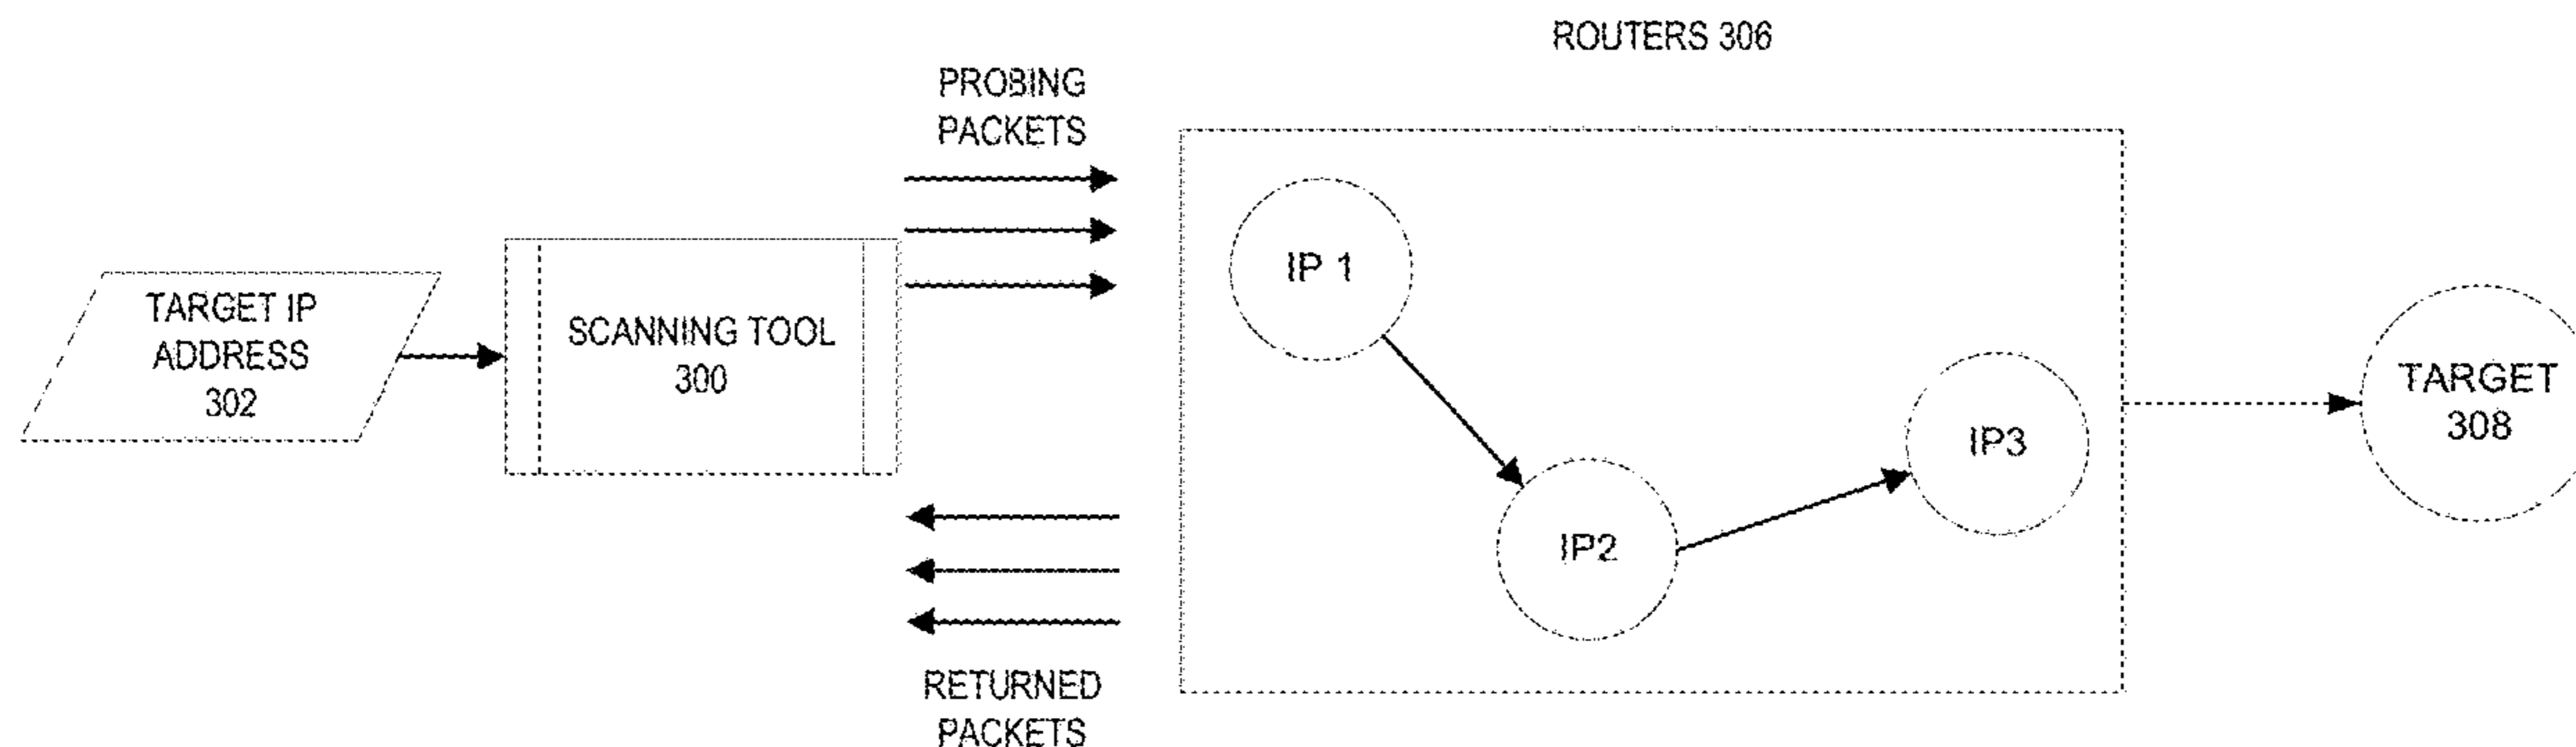 ROUTERS 306
PROBING
PACKETS
TARGET IP
ADDRESS
302
SCANNING TOOL
300
IP 1
IP2
IP3
TARGET
308
RETURNED
PACKETS